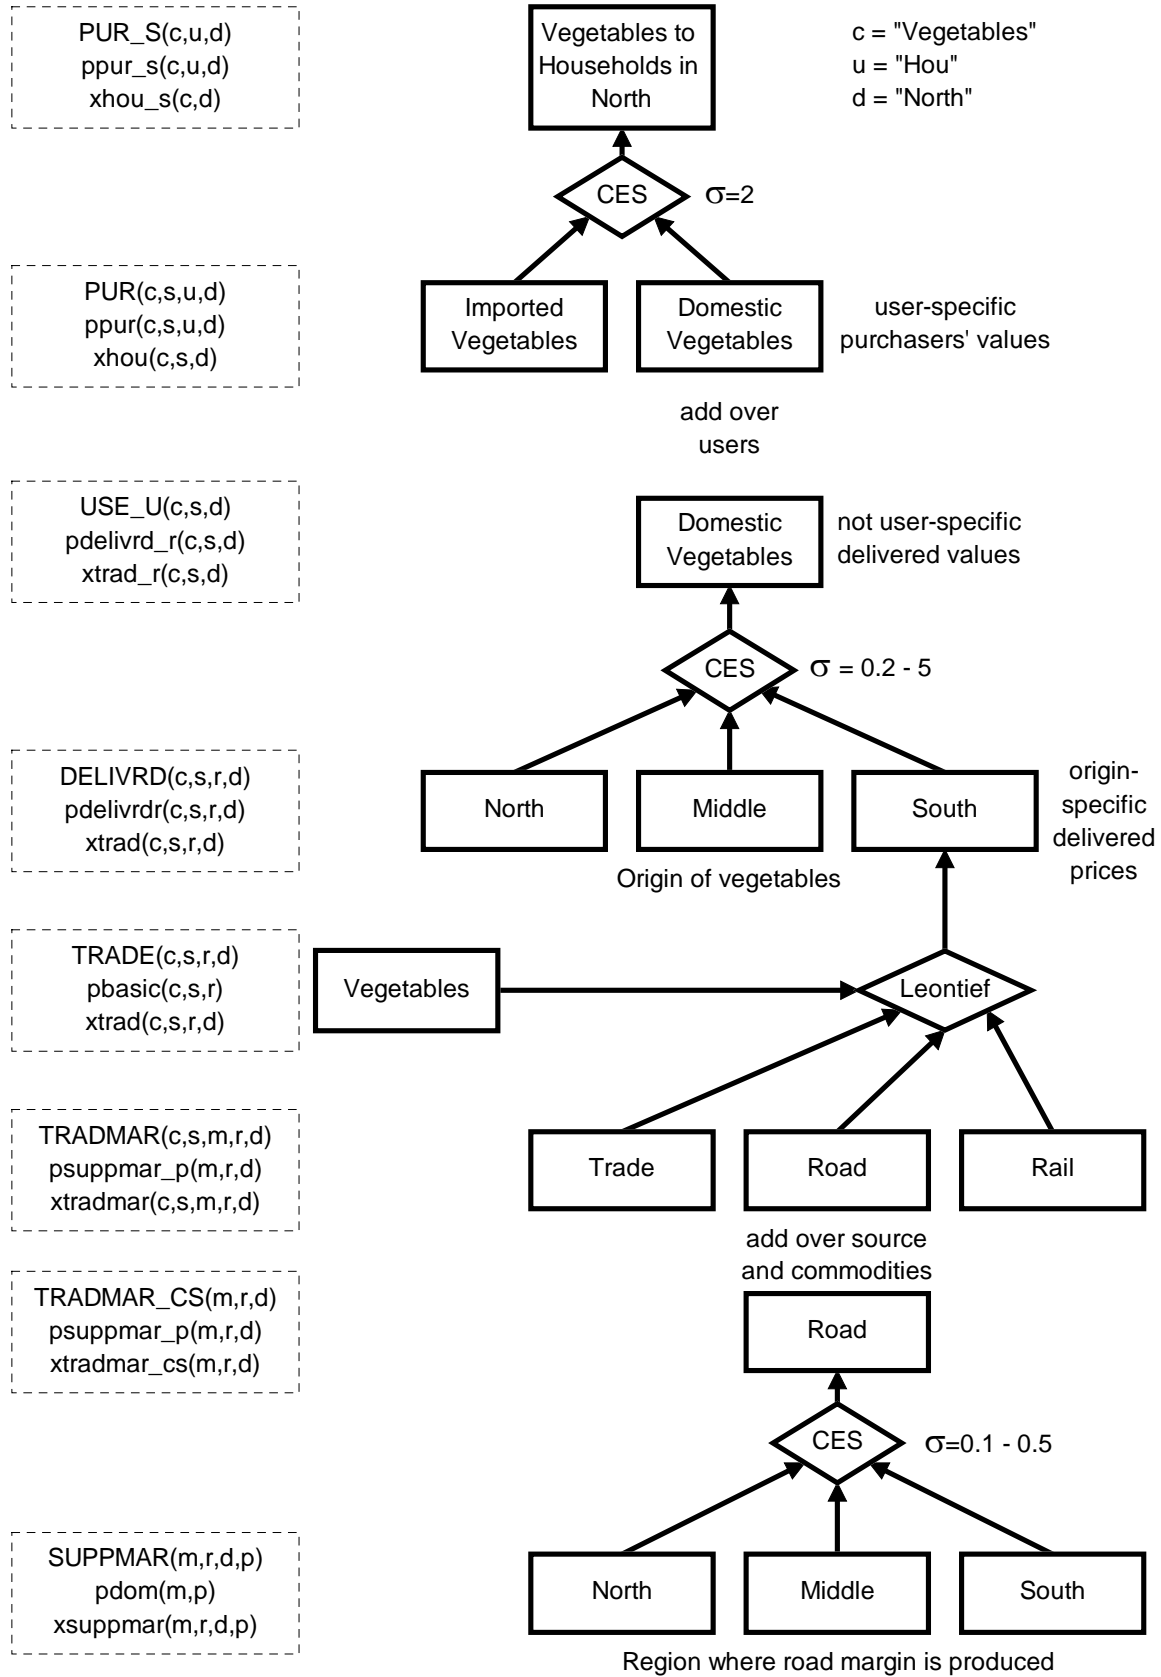 PUR_S(c,u,d)
ppur_s(c,u,d)
xhou_s(c,d)
Vegetables to
Households in
North
c = "Vegetables"
u = "Hou"
d = "North"
CES
σ=2
PUR(c,s,u,d)
ppur(c,s,u,d)
xhou(c,s,d)
Imported
Vegetables
Domestic
Vegetables
user-specific
purchasers' values
add over
users
USE_U(c,s,d)
pdelivrd_r(c,s,d)
xtrad_r(c,s,d)
Domestic
Vegetables
not user-specific
delivered values
CES
σ = 0.2 - 5
DELIVRD(c,s,r,d)
pdelivrdr(c,s,r,d)
xtrad(c,s,r,d)
North
Middle
South
origin-
specific
delivered
prices
Origin of vegetables
TRADE(c,s,r,d)
pbasic(c,s,r)
xtrad(c,s,r,d)
Vegetables
Leontief
TRADMAR(c,s,m,r,d)
psuppmar_p(m,r,d)
xtradmar(c,s,m,r,d)
Trade
Road
Rail
add over source
and commodities
TRADMAR_CS(m,r,d)
psuppmar_p(m,r,d)
xtradmar_cs(m,r,d)
Road
CES
σ=0.1 - 0.5
SUPPMAR(m,r,d,p)
pdom(m,p)
xsuppmar(m,r,d,p)
North
Middle
South
Region where road margin is produced